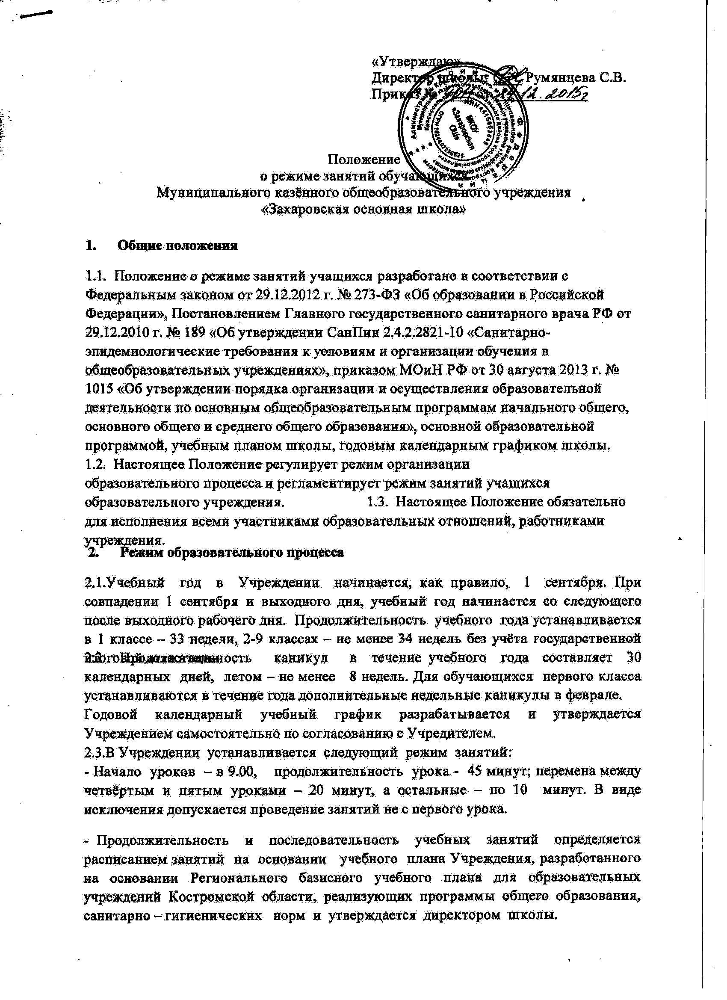 «Утверждаю»
Директор школы: Румянцева С.В.
Приказ № от 12.2015г
ИНН 4415003648
МКОУ
«Захаровская
ОШ»
Положение
о режиме занятий обучающихся
Муниципального казённого общеобразовательного учреждения
«Захаровская основная школа»
1. Общие положения
1.1. Положение о режиме занятий учащихся разработано в соответствии с
Федеральным законом от 29.12.2012 г. № 273-ФЗ «Об образовании в Российской
Федерации», Постановлением Главного государственного санитарного врача РФ от
29.12.2010 г. № 189 «Об утверждении СанПин 2.4.2.2821-10 «Санитарно-
эпидемиологические требования к условиям и организации обучения в
общеобразовательных учреждениях», приказом МОиН РФ от 30 августа 2013 г. №
1015 «Об утверждении порядка организации и осуществления образовательной
деятельности по основным общеобразовательным программам начального общего,
основного общего и среднего общего образования», основной образовательной
программой, учебным планом школы, годовым календарным графиком школы.
1.2. Настоящее Положение регулирует режим организации
образовательного процесса и регламентирует режим занятий учащихся
образовательного учреждения. 1.3. Настоящее Положение обязательно
для исполнения всеми участниками образовательных отношений, работниками
учреждения.
2. Режим образовательного процесса
2.1.Учебный год в Учреждении начинается, как правило, 1 сентября. При
совпадении 1 сентября и выходного дня, учебный год начинается со следующего
после выходного рабочего дня. Продолжительность учебного года устанавливается
в 1 классе – 33 недели, 2-9 классах – не менее 34 недель без учёта государственной
итоговой аттестации.
2.2. Продолжительность каникул в течение учебного года составляет 30
календарных дней, летом – не менее 8 недель. Для обучающихся первого класса
устанавливаются в течение года дополнительные недельные каникулы в феврале.
Годовой календарный учебный график разрабатывается и утверждается
Учреждением самостоятельно по согласованию с Учредителем.
2.3.В Учреждении устанавливается следующий режим занятий:
- Начало уроков – в 9.00, продолжительность урока - 45 минут; перемена между
четвёртым и пятым уроками – 20 минут, а остальные – по 10 минут. В виде
исключения допускается проведение занятий не с первого урока.
- Продолжительность и последовательность учебных занятий определяется
расписанием занятий на основании учебного плана Учреждения, разработанного
на основании Регионального базисного учебного плана для образовательных
учреждений Костромской области, реализующих программы общего образования,
санитарно – гигиенических норм и утверждается директором школы.